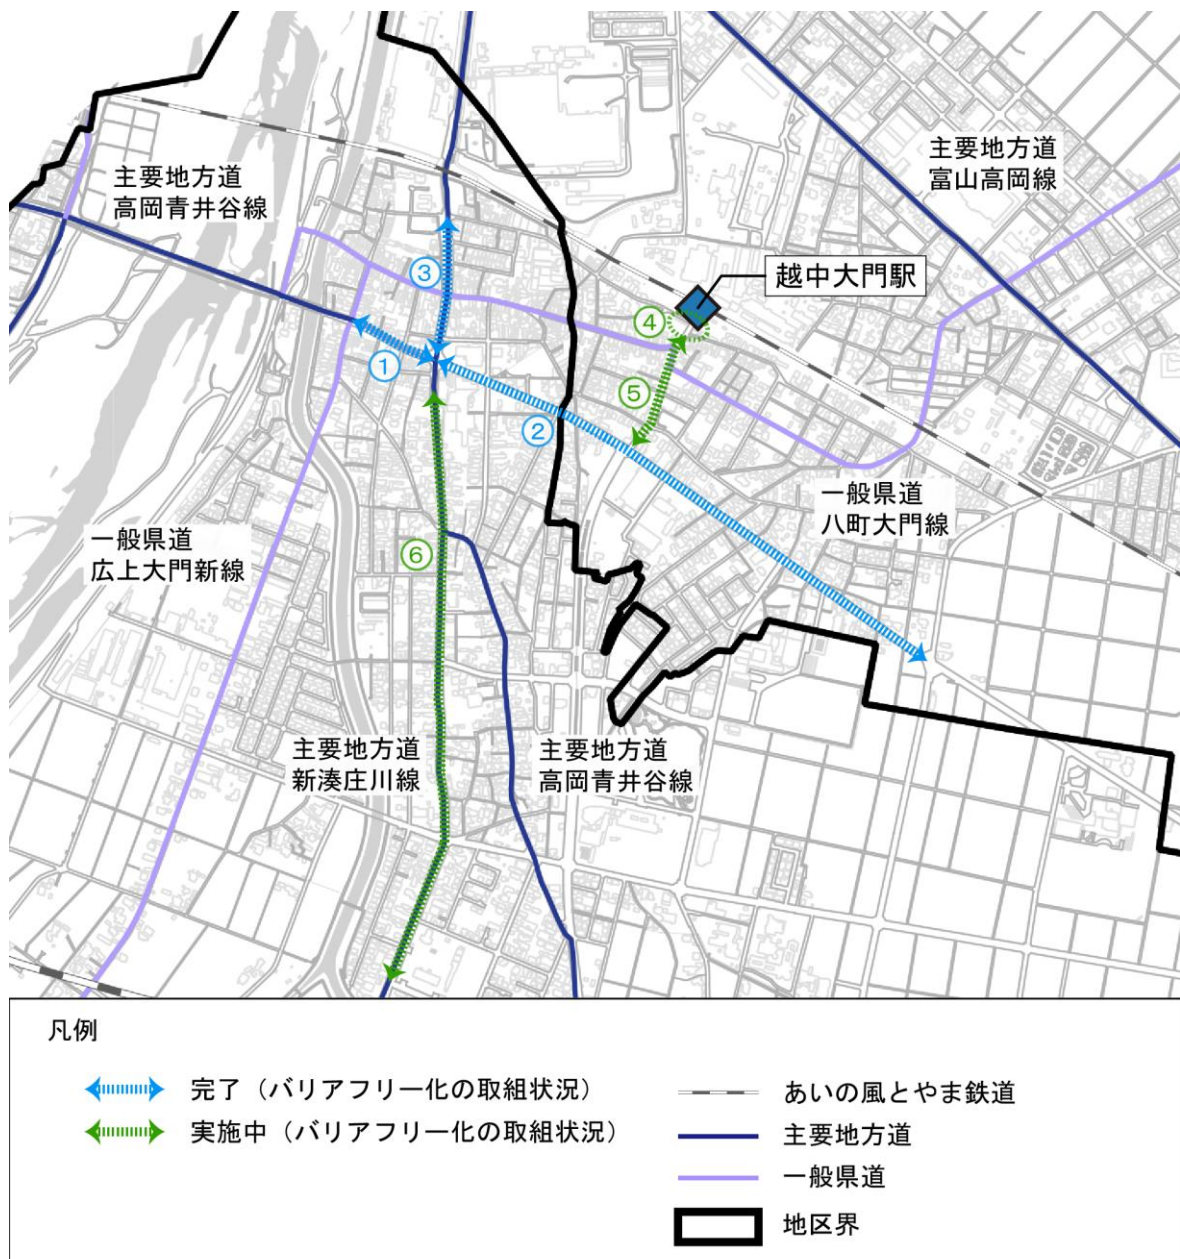 主要地方道
高岡青井谷線
主要地方道
富山高岡線
越中大門駅
③
④
①
⑤
②
一般県道
八町大門線
一般県道
広上大門新線
⑥
主要地方道
新湊庄川線
主要地方道
高岡青井谷線
凡例
完了（バリアフリー化の取組状況）
実施中（バリアフリー化の取組状況）
あいの風とやま鉄道
主要地方道
一般県道
地区界